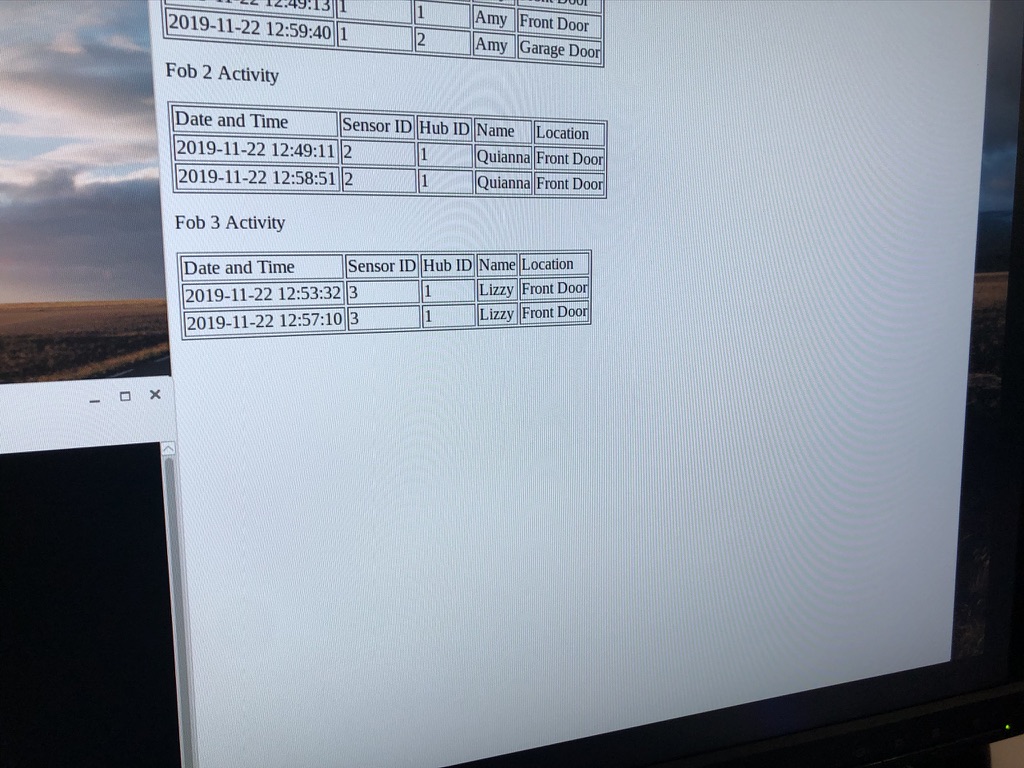 12:49:13 1 1 Amy Front Door
2019-11-22 12:59:40 1 2 Amy Garage Door
Fob 2 Activity
Date and Time Sensor ID Hub ID Name Location
2019-11-22 12:49:11 2 1 Quianna Front Door
2019-11-22 12:58:51 2 1 Quianna Front Door
Fob 3 Activity
Date and Time Sensor ID Hub ID Name Location
2019-11-22 12:53:32 3 1 Lizzy Front Door
2019-11-22 12:57:10 3 1 Lizzy Front Door